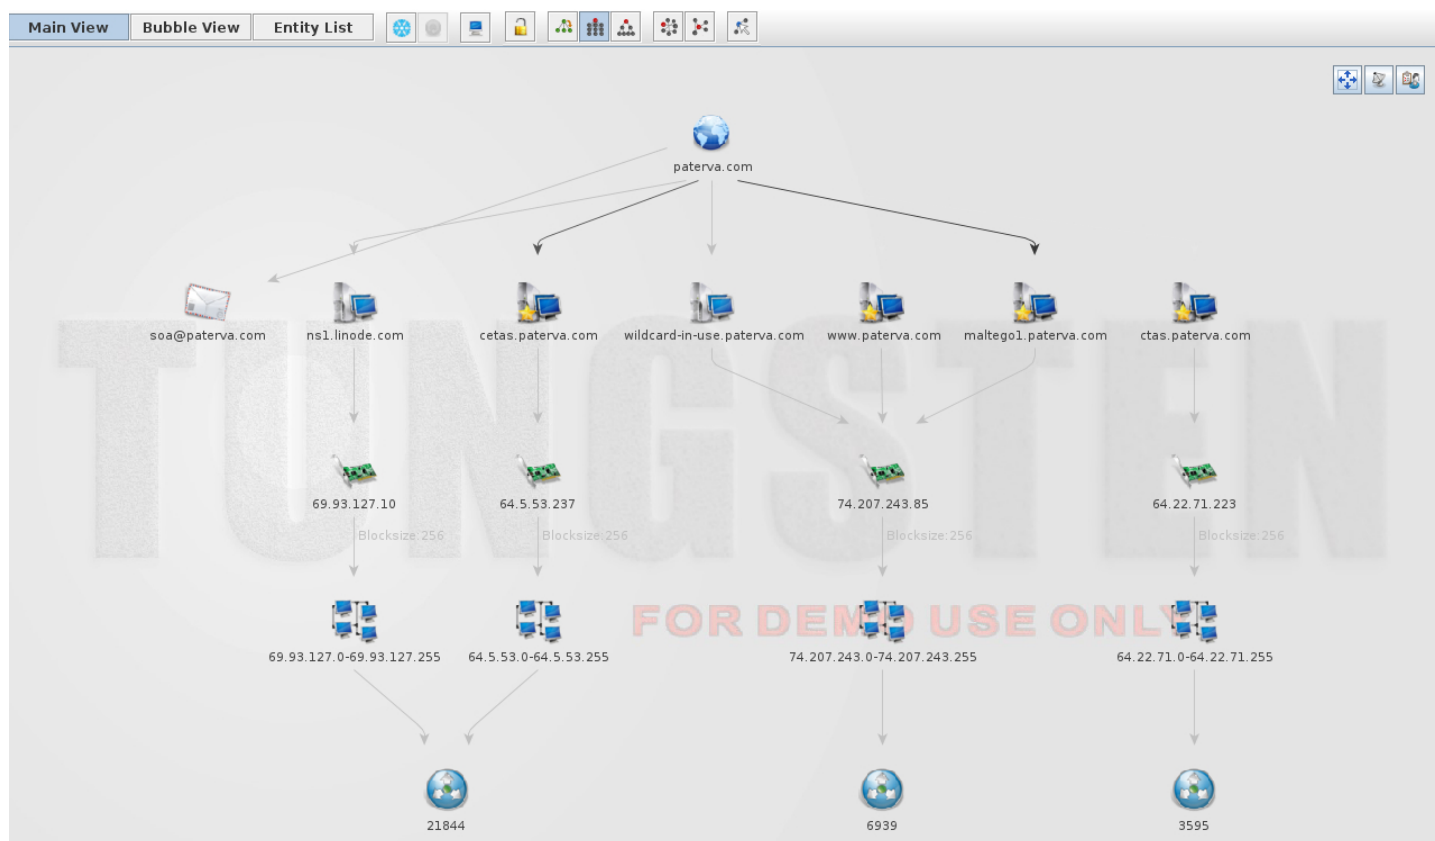 Main View Bubble View Entity List
paterva.com
soa@paterva.com ns1.linode.com cetas.paterva.com wildcard-in-use.paterva.com www.paterva.com maltego1.paterva.com ctas.paterva.com
TUNGSTEN
69.93.127.10 64.5.53.237 74.207.243.85 64.22.71.223
Blocksize:256 Blocksize:256 Blocksize:256 Blocksize:256
FOR DEMO USE ONLY
69.93.127.0-69.93.127.255 64.5.53.0-64.5.53.255 74.207.243.0-74.207.243.255 64.22.71.0-64.22.71.255
21844 6939 3595